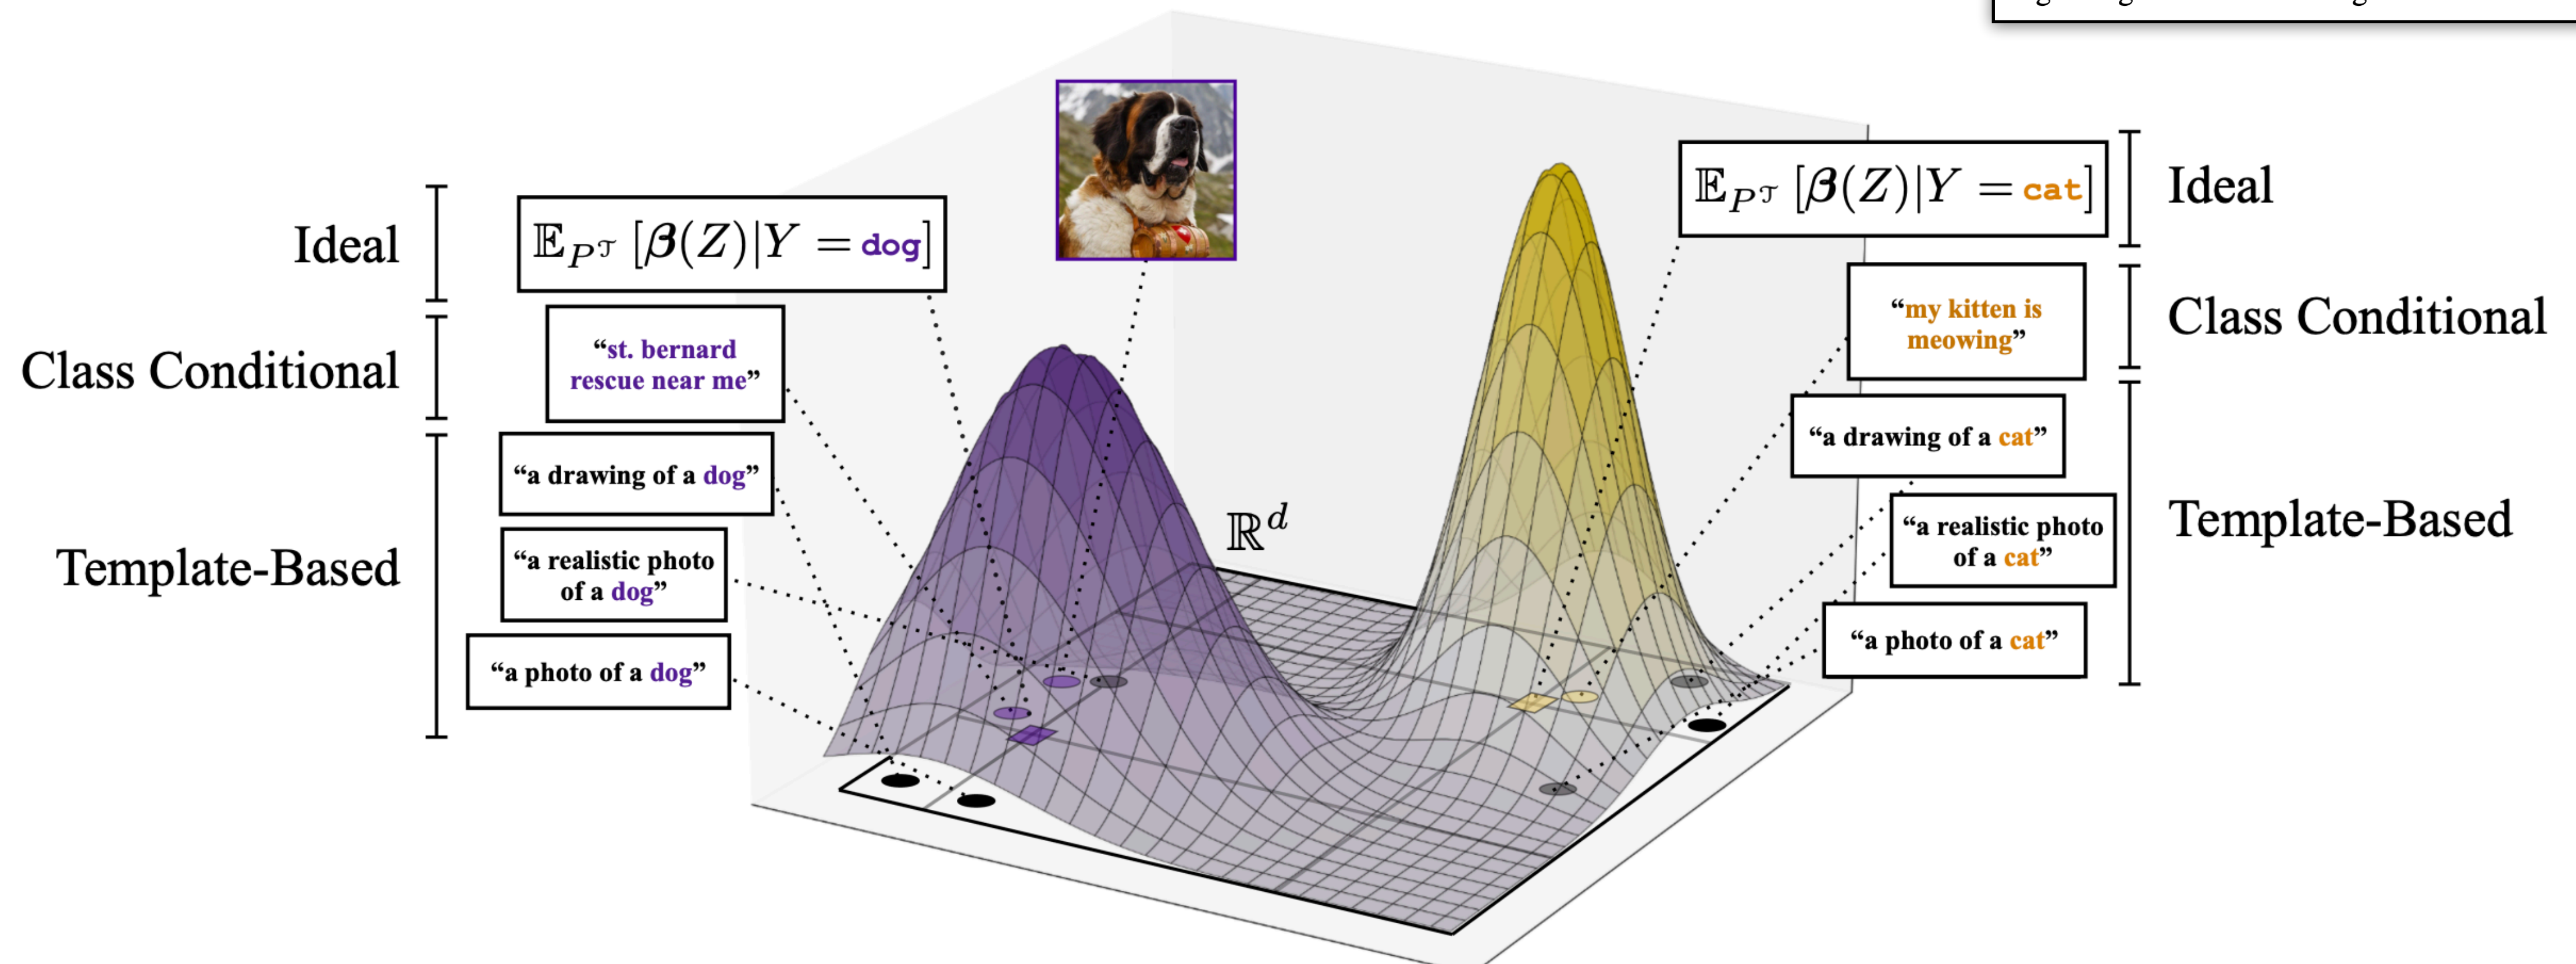 Ideal
𝔼_{P^𝒯} [β(Z)|Y = dog]
Class Conditional
“st. bernard
rescue near me”
Template-Based
“a drawing of a dog”
“a realistic photo
of a dog”
“a photo of a dog”
ℝ^d
𝔼_{P^𝒯} [β(Z)|Y = cat]
Ideal
“my kitten is
meowing”
Class Conditional
“a drawing of a cat”
“a realistic photo
of a cat”
Template-Based
“a photo of a cat”